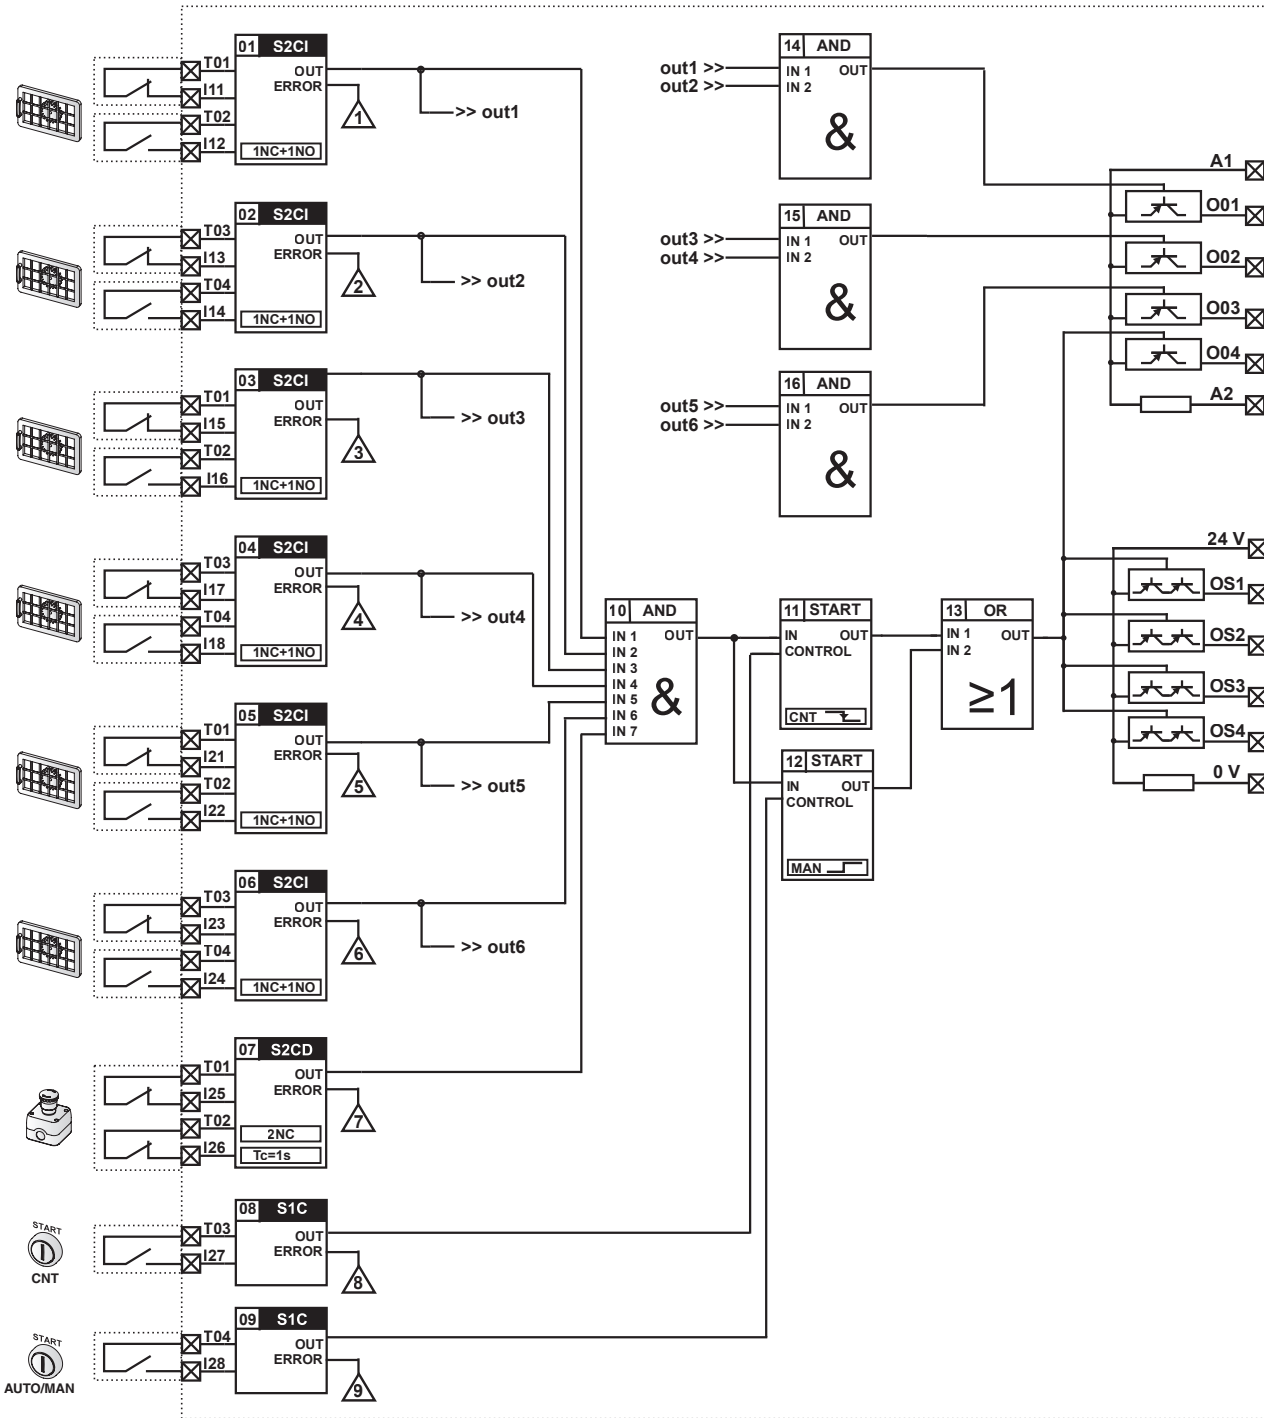 01 S2CI
T01
I11
T02
I12
OUT
ERROR
1
1NC+1NO
>> out1
02 S2CI
T03
I13
T04
I14
OUT
ERROR
2
1NC+1NO
>> out2
03 S2CI
T01
I15
T02
I16
OUT
ERROR
3
1NC+1NO
>> out3
04 S2CI
T03
I17
T04
I18
OUT
ERROR
4
1NC+1NO
>> out4
05 S2CI
T01
I21
T02
I22
OUT
ERROR
5
1NC+1NO
>> out5
06 S2CI
T03
I23
T04
I24
OUT
ERROR
6
1NC+1NO
>> out6
07 S2CD
T01
I25
T02
I26
OUT
ERROR
7
2NC
Tc=1s
START
CNT
08 S1C
T03
I27
OUT
ERROR
8
START
AUTO/MAN
09 S1C
T04
I28
OUT
ERROR
9
10 AND
IN 1 OUT
IN 2
IN 3
IN 4
IN 5
IN 6
IN 7
&
11 START
IN OUT
CONTROL
CNT
12 START
IN OUT
CONTROL
MAN
13 OR
IN 1 OUT
IN 2
≥1
14 AND
out1 >> IN 1 OUT
out2 >> IN 2
&
15 AND
out3 >> IN 1 OUT
out4 >> IN 2
&
16 AND
out5 >> IN 1 OUT
out6 >> IN 2
&
A1
O01
O02
O03
O04
A2
24 V
OS1
OS2
OS3
OS4
0 V